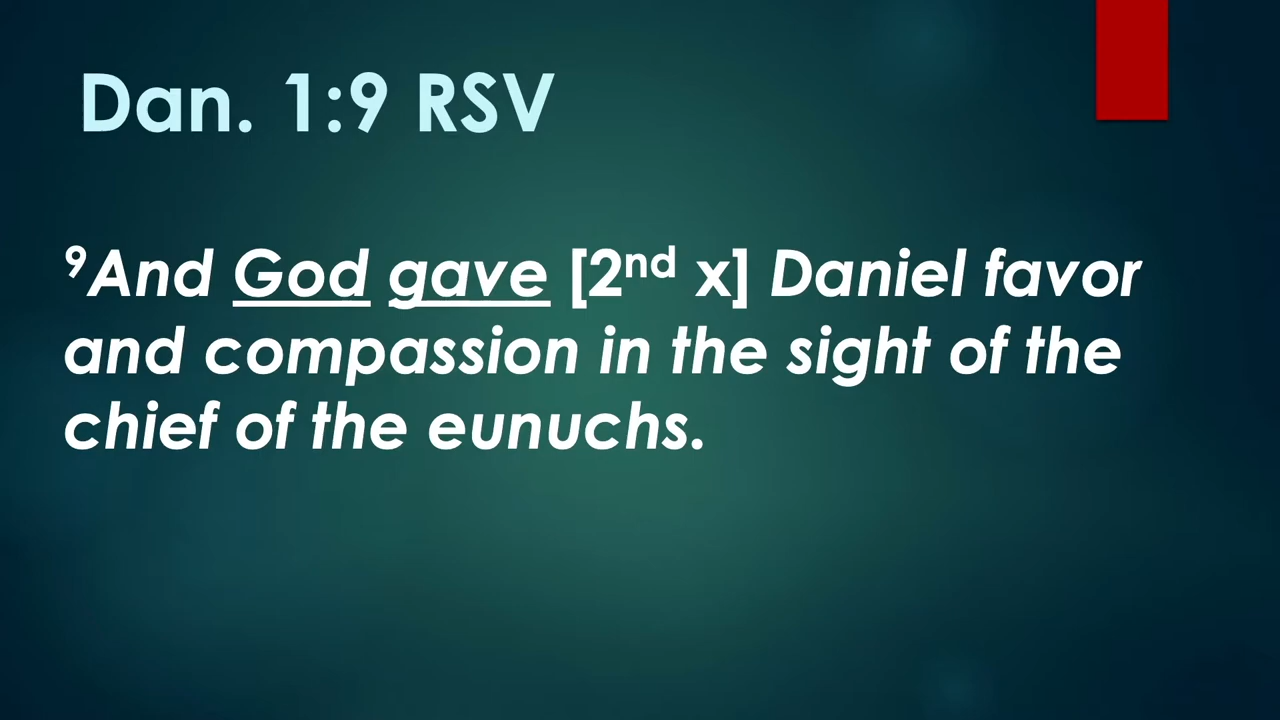 Dan. 1:9 RSV
⁹And God gave [2ⁿᵈ x] Daniel favor
and compassion in the sight of the
chief of the eunuchs.